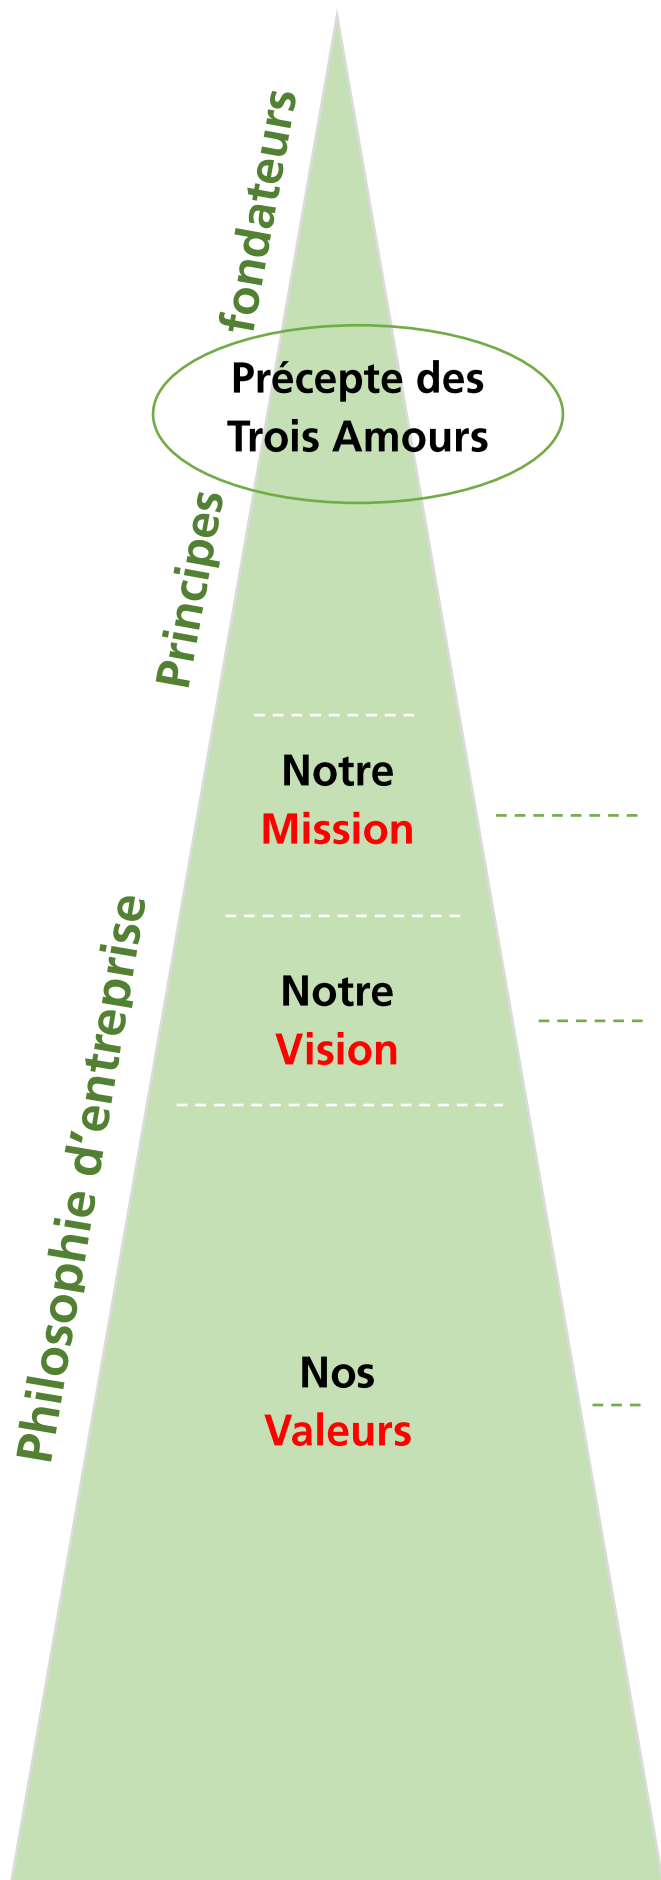 Principes fondateurs
Précepte des
Trois Amours
Philosophie d’entreprise
Notre
Mission
Notre
Vision
Nos
Valeurs